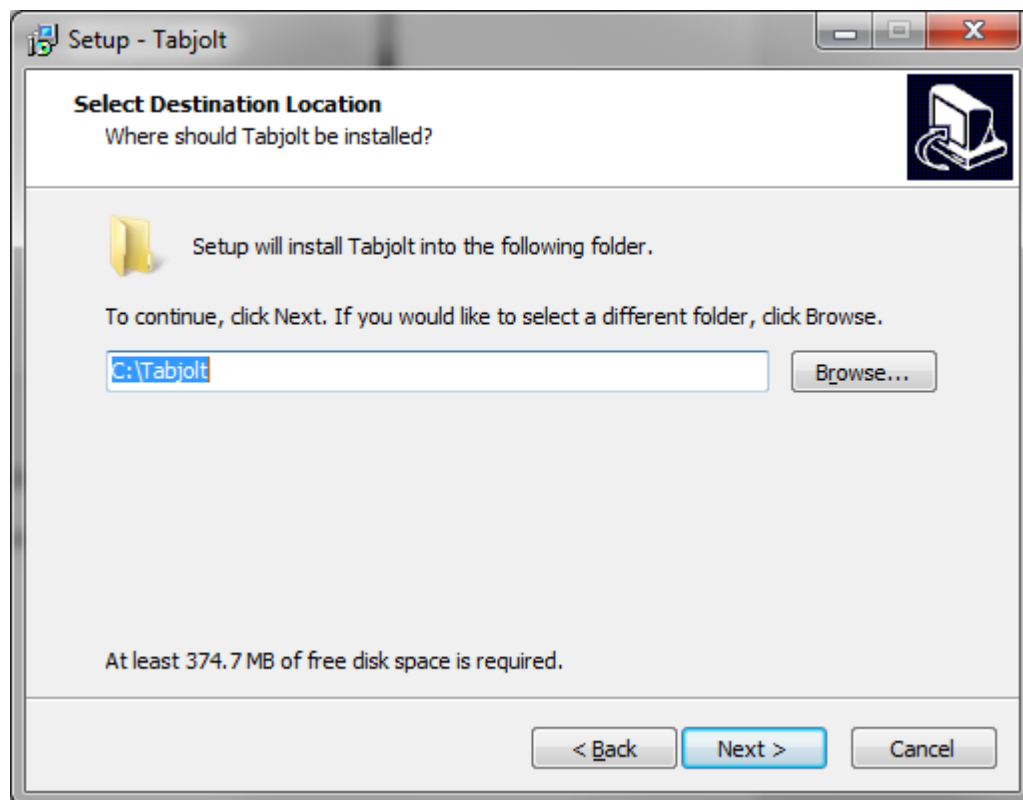 Setup - Tabjolt
Select Destination Location
Where should Tabjolt be installed?
Setup will install Tabjolt into the following folder.
To continue, click Next. If you would like to select a different folder, click Browse.
C:\Tabjolt
Browse...
At least 374.7 MB of free disk space is required.
< Back
Next >
Cancel